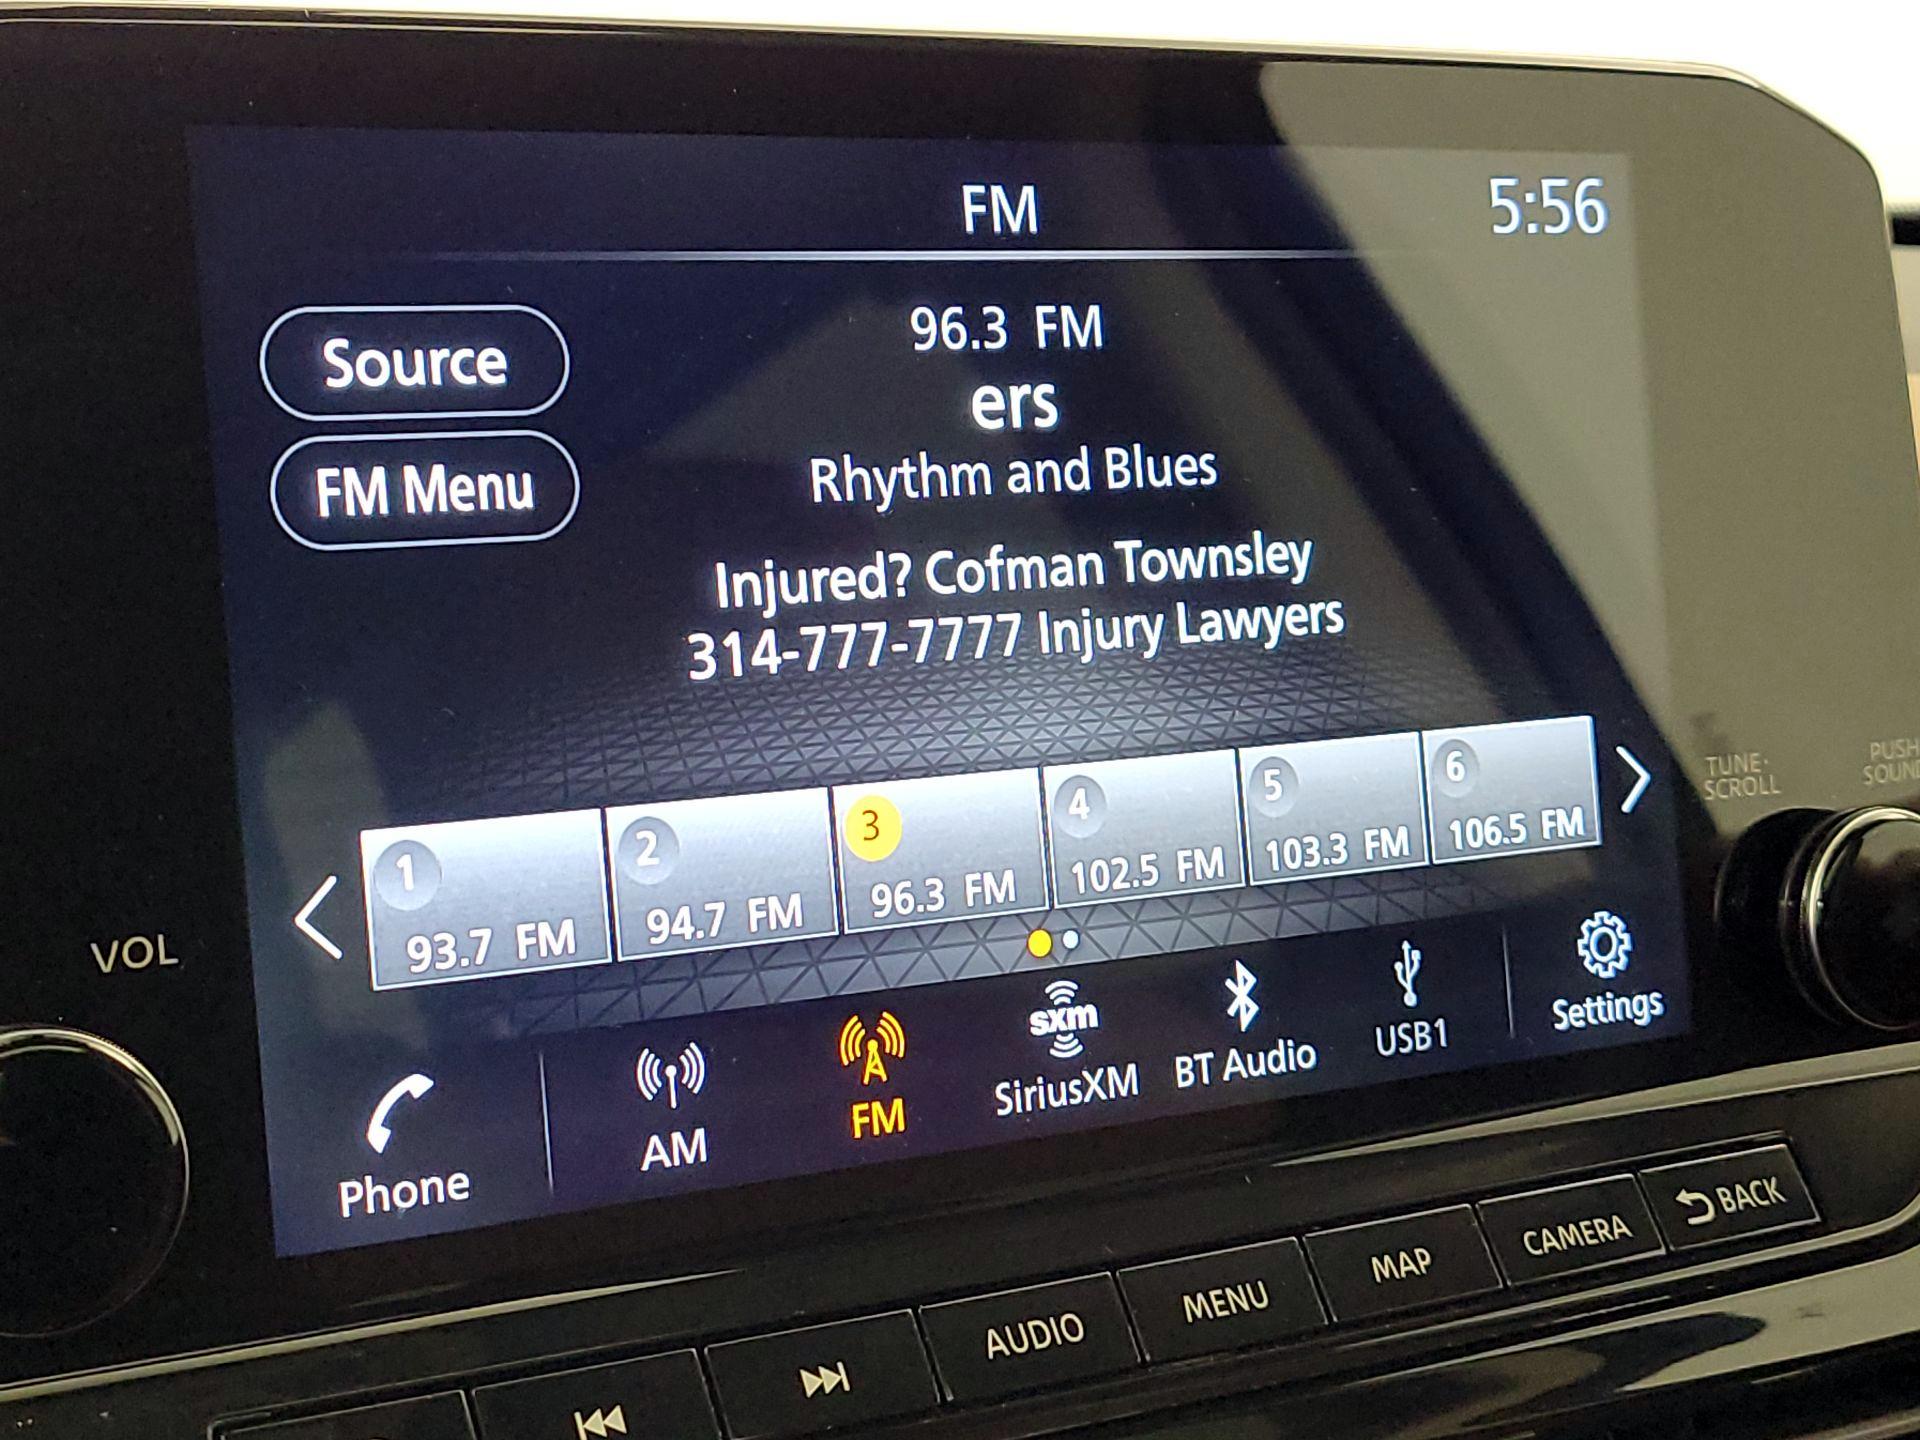 FM
5:56
Source
FM Menu
96.3 FM
ers
Rhythm and Blues
Injured? Cofman Townsley
314-777-7777 Injury Lawyers
1
93.7 FM
2
94.7 FM
3
96.3 FM
4
102.5 FM
5
103.3 FM
6
106.5 FM
TUNE·
SCROLL
PUSH
SOUND
VOL
Phone
AM
FM
sxm
SiriusXM
BT Audio
USB1
Settings
AUDIO
MENU
MAP
CAMERA
BACK